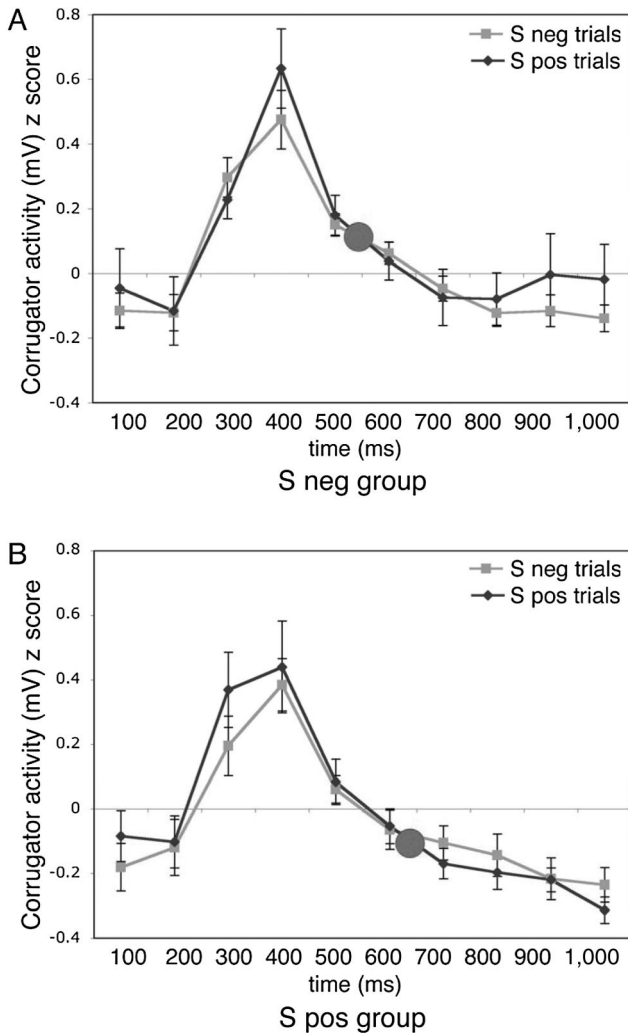 A
Corrugator activity (mV) z score
0.8
0.6
0.4
0.2
0
-0.2
-0.4
S neg trials
S pos trials
100 200 300 400 500 600 700 800 900 1,000
time (ms)
S neg group
B
Corrugator activity (mV) z score
0.8
0.6
0.4
0.2
0
-0.2
-0.4
S neg trials
S pos trials
100 200 300 400 500 600 700 800 900 1,000
time (ms)
S pos group